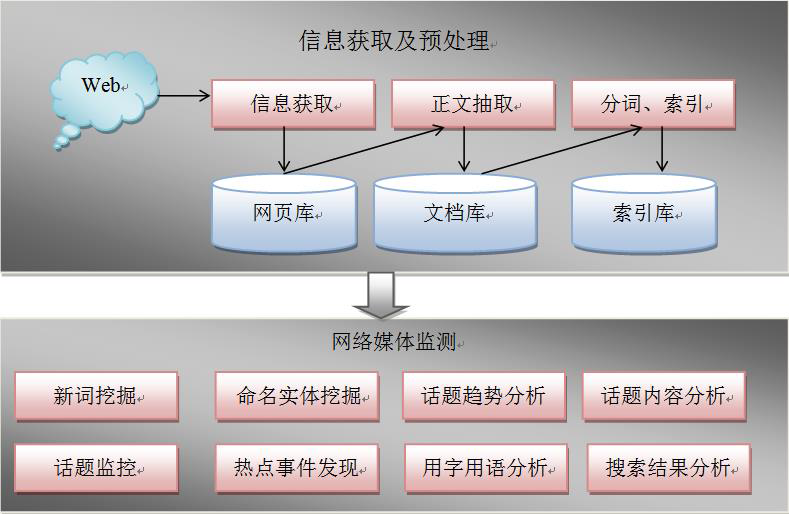 信息获取及预处理
Web
信息获取
正文抽取
分词、索引
网页库
文档库
索引库
网络媒体监测
新词挖掘
命名实体挖掘
话题趋势分析
话题内容分析
话题监控
热点事件发现
用字用语分析
搜索结果分析